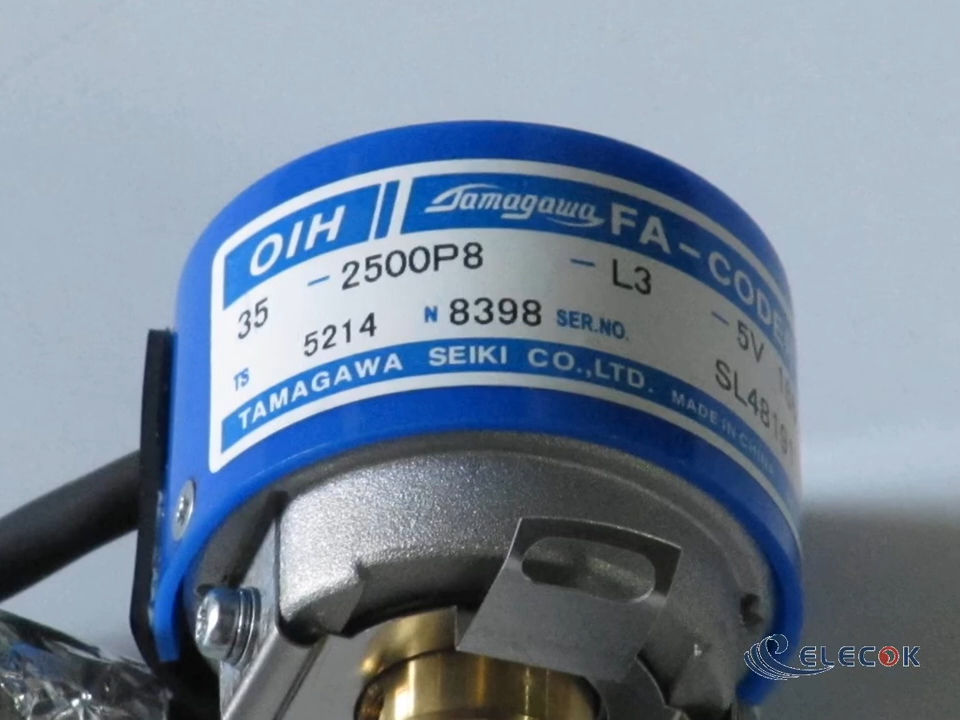 OIH Tamagawa FA-CODE
35 - 2500P8 - L3 - 5V
TS 5214 N 8398 SER.NO. SL4819
TAMAGAWA SEIKI CO.,LTD. MADE IN CHINA
ELECOK